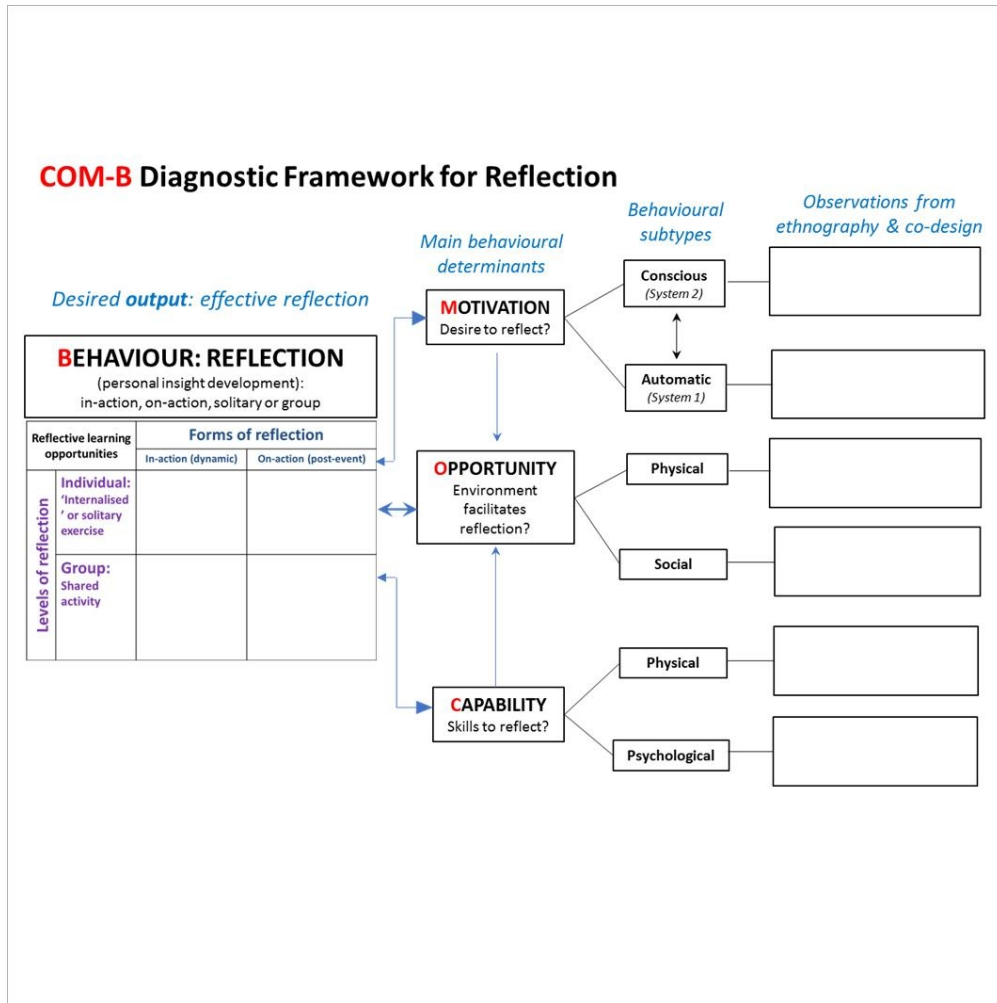 COM-B Diagnostic Framework for Reflection
Observations from
ethnography & co-design
Behavioural
subtypes
Main behavioural
determinants
Desired output: effective reflection
BEHAVIOUR: REFLECTION
(personal insight development):
in-action, on-action, solitary or group
Reflective learning
opportunities
Forms of reflection
In-action (dynamic)
On-action (post-event)
Levels of reflection
Individual:
‘Internalised
’ or solitary
exercise
Group:
Shared
activity
MOTIVATION
Desire to reflect?
Conscious
(System 2)
Automatic
(System 1)
OPPORTUNITY
Environment
facilitates
reflection?
Physical
Social
CAPABILITY
Skills to reflect?
Physical
Psychological